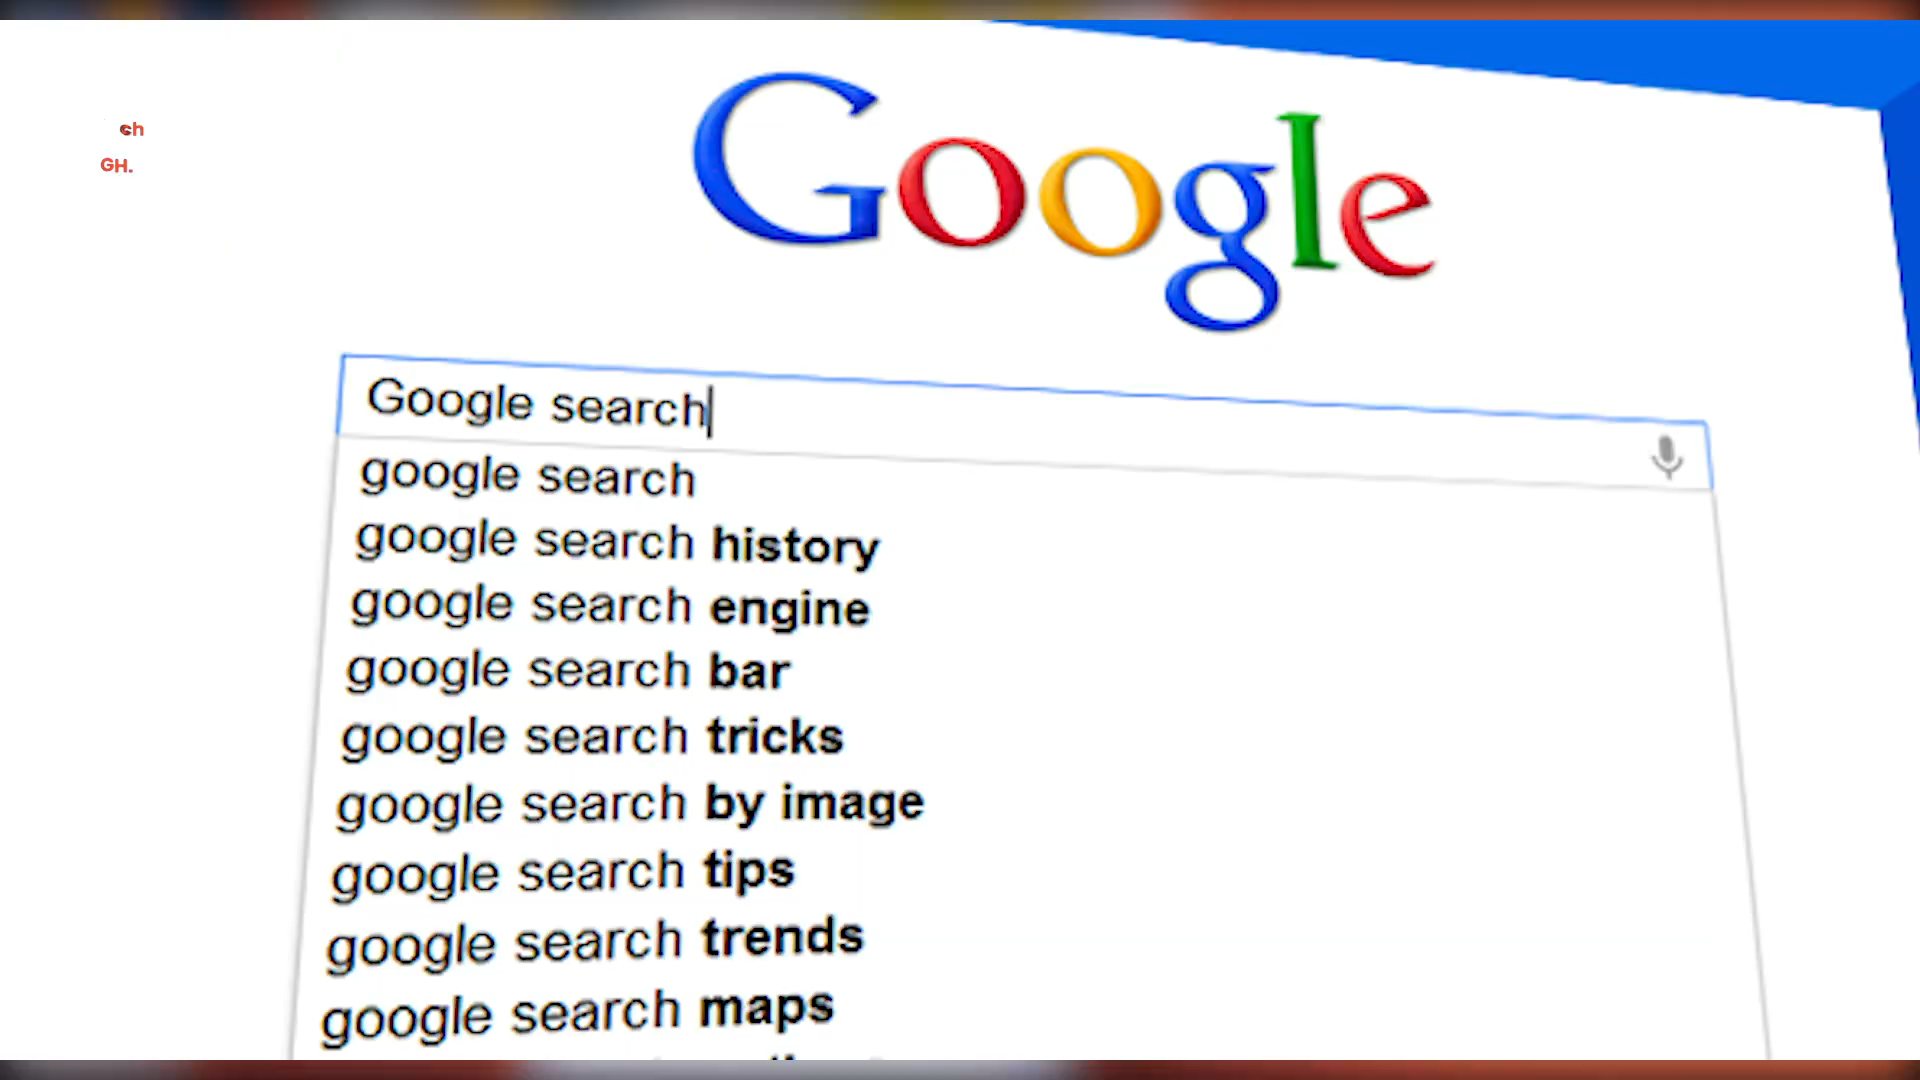 ch
GH.
Google
Google search
google search
google search history
google search engine
google search bar
google search tricks
google search by image
google search tips
google search trends
google search maps